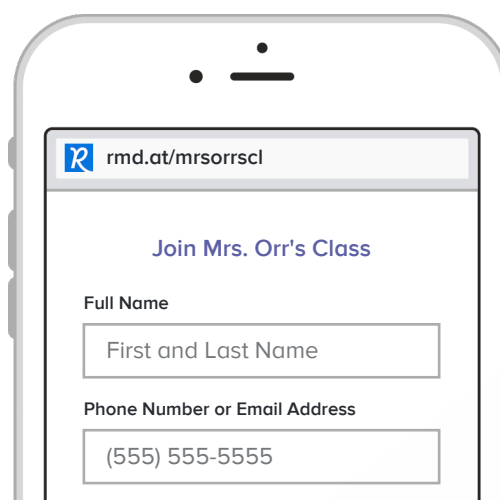 rmd.at/mrsorrscl
Join Mrs. Orr's Class
Full Name
First and Last Name
Phone Number or Email Address
(555) 555-5555